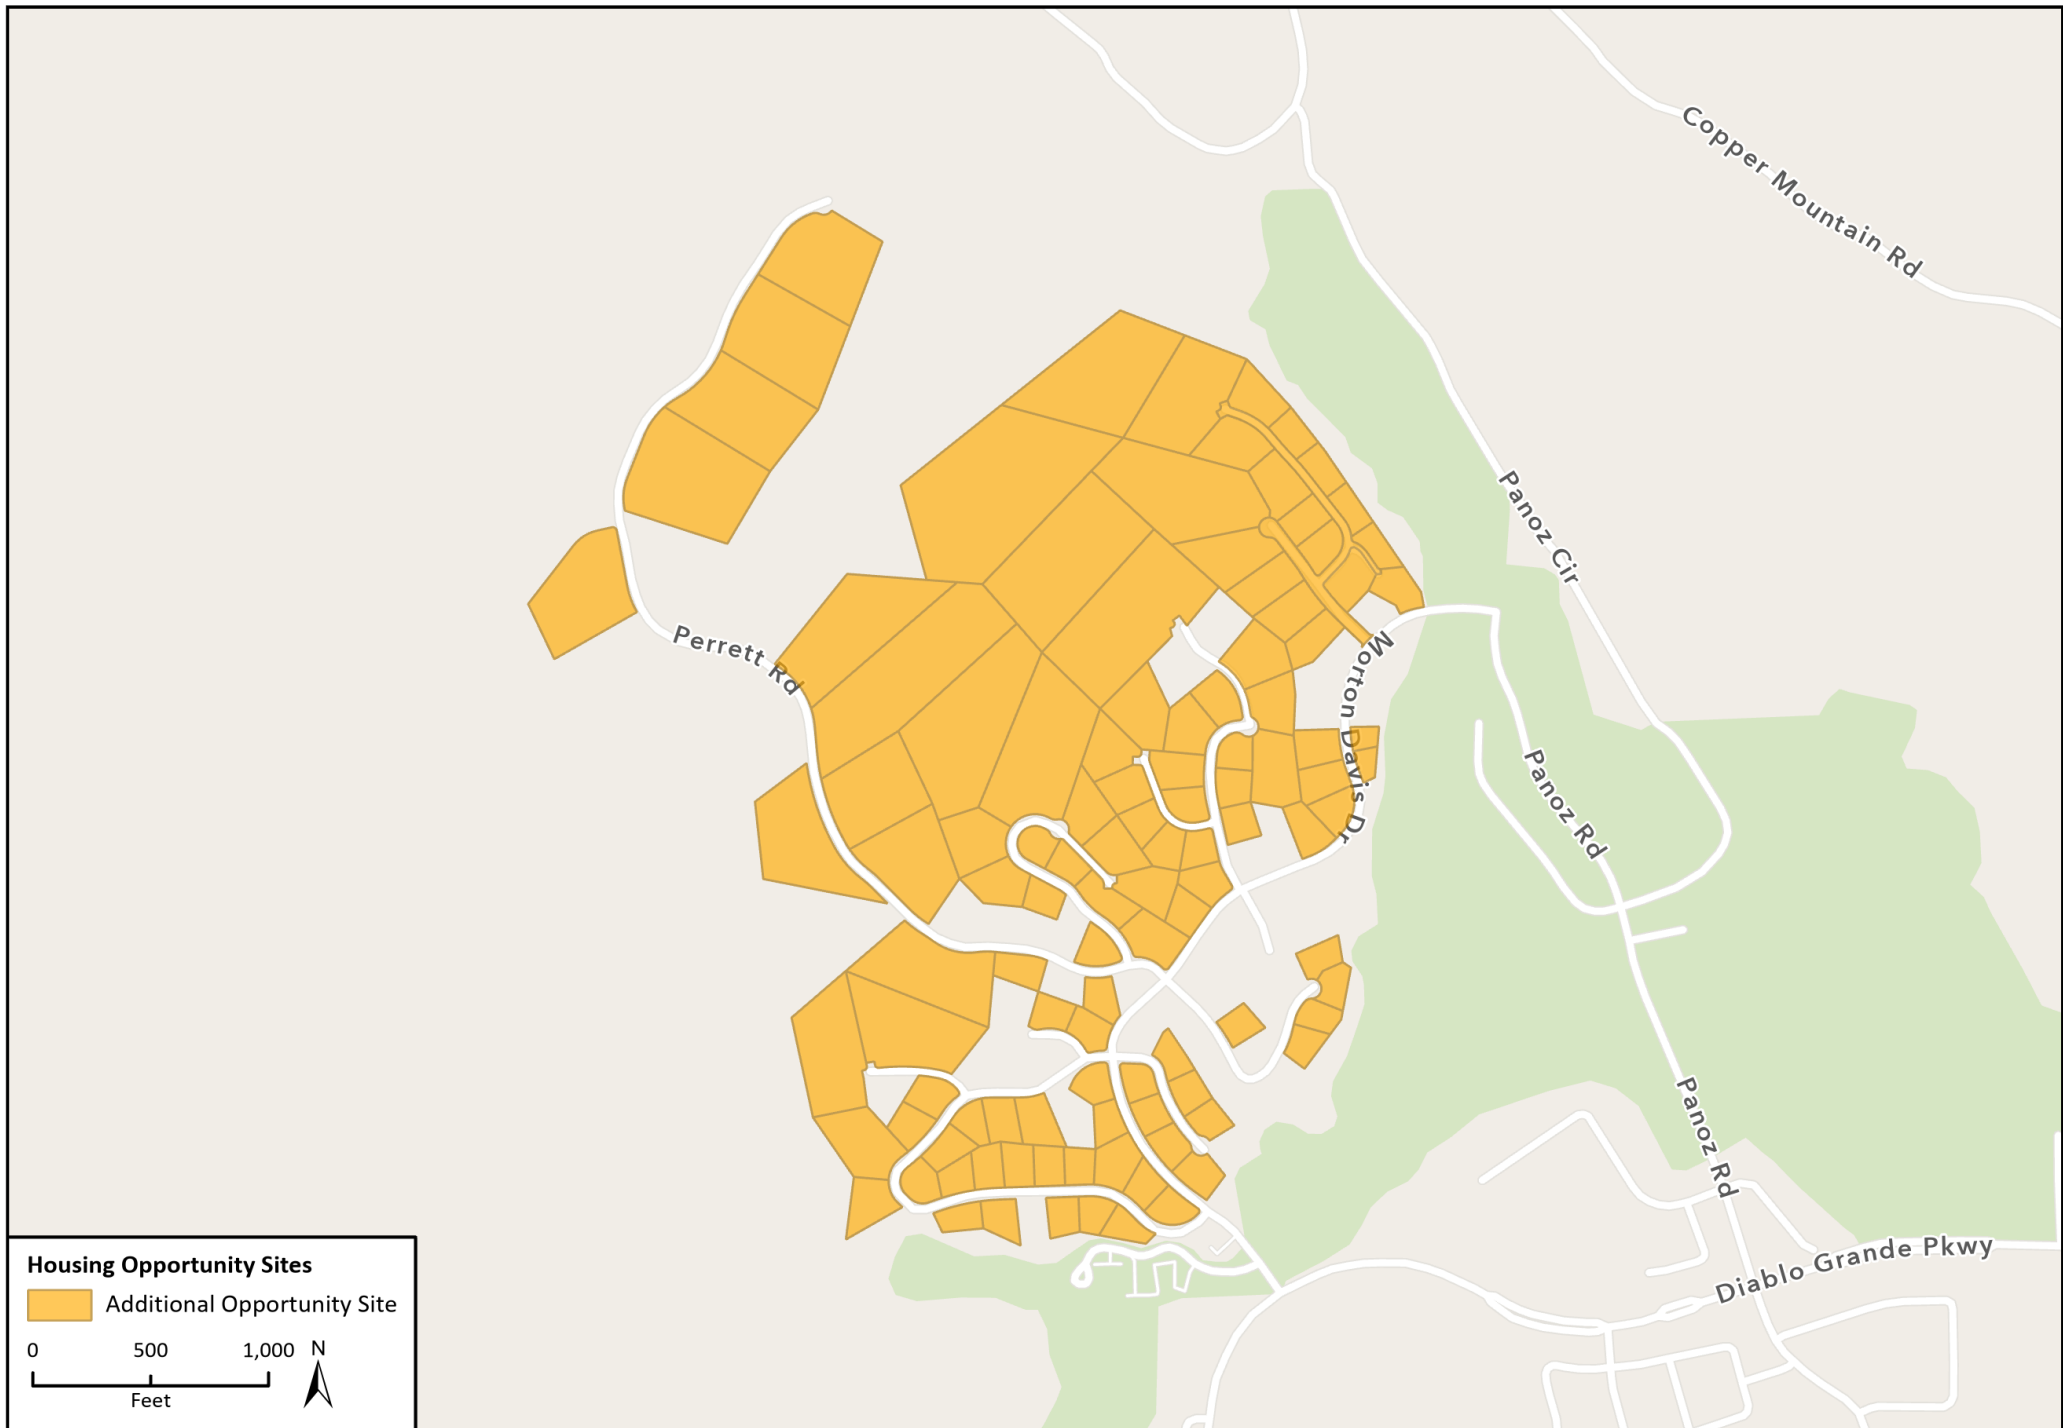 Copper Mountain Rd
Panoz Cir
Perrett Rd
Morton Davis Dr
Panoz Rd
Panoz Rd
Diablo Grande Pkwy
Housing Opportunity Sites
Additional Opportunity Site
0 500 1,000 N
Feet